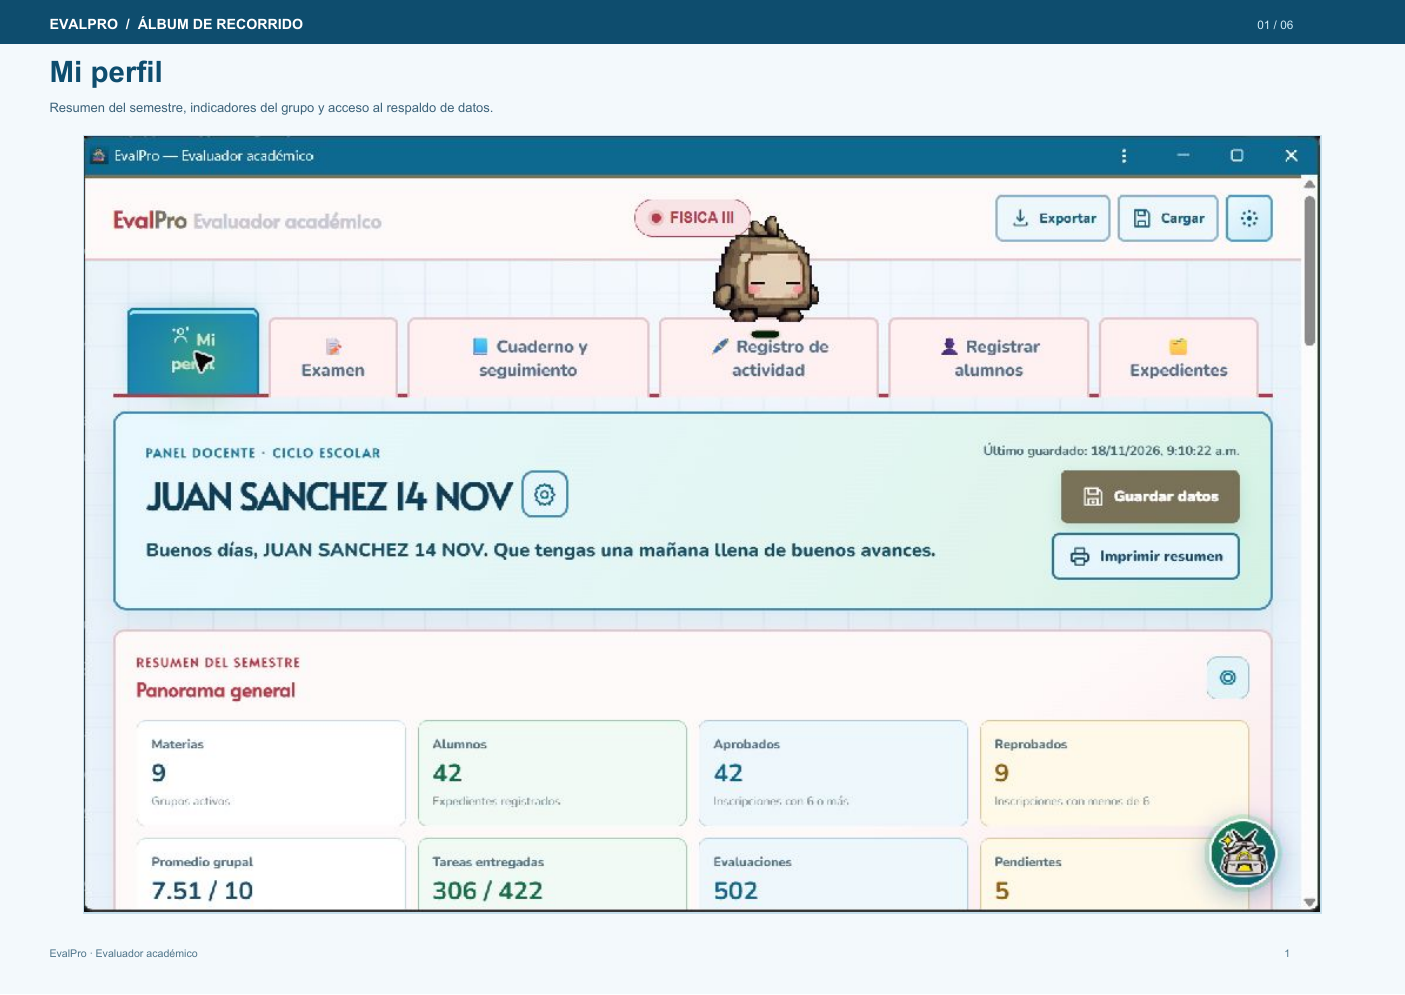 EVALPRO / ÁLBUM DE RECORRIDO
01 / 06
Mi perfil
Resumen del semestre, indicadores del grupo y acceso al respaldo de datos.
EvalPro — Evaluador académico
EvalPro Evaluador académico
FISICA III
Exportar
Cargar
Mi
perfil
Examen
Cuaderno y
seguimiento
Registro de
actividad
Registrar
alumnos
Expedientes
PANEL DOCENTE · CICLO ESCOLAR
Último guardado: 18/11/2026, 9:10:22 a.m.
JUAN SANCHEZ 14 NOV
Guardar datos
Buenos días, JUAN SANCHEZ 14 NOV. Que tengas una mañana llena de buenos avances.
Imprimir resumen
RESUMEN DEL SEMESTRE
Panorama general
Materias
9
Grupos activos
Alumnos
42
Expedientes registrados
Aprobados
42
Inscripciones con 6 o más
Reprobados
9
Inscripciones con menos de 6
Promedio grupal
7.51 / 10
Tareas entregadas
306 / 422
Evaluaciones
502
Pendientes
5
EvalPro · Evaluador académico
1